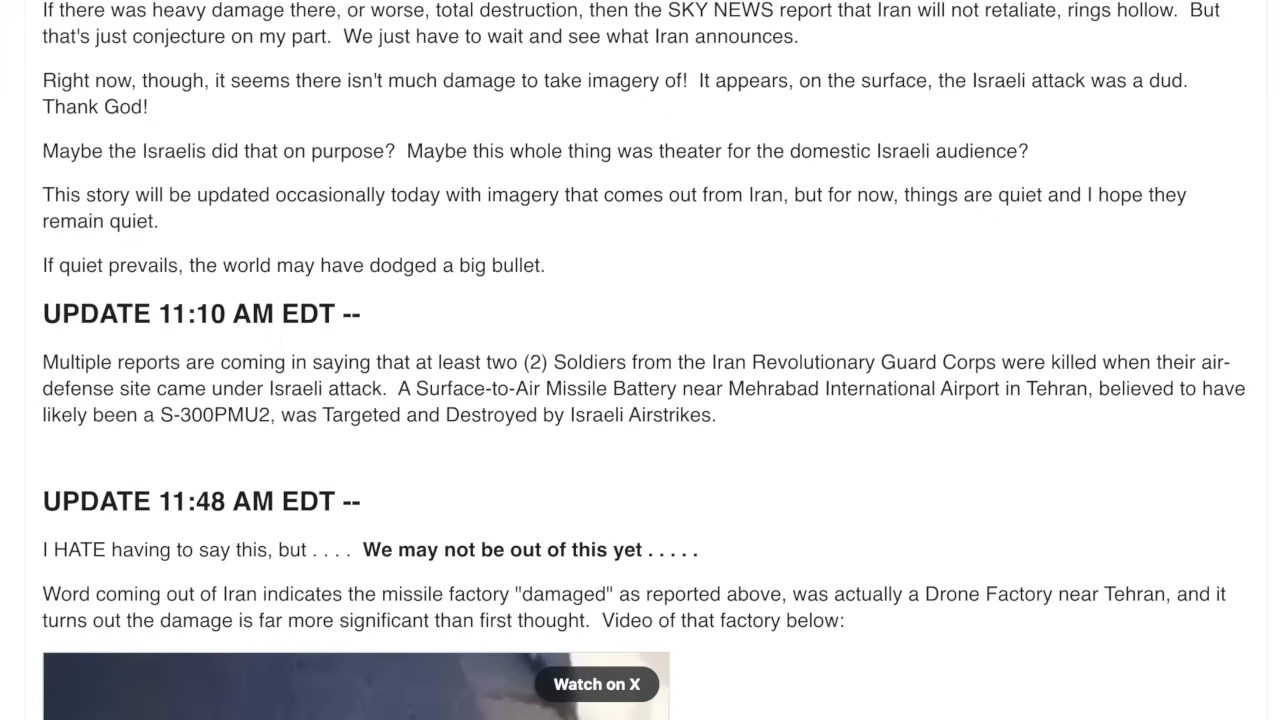 If there was heavy damage there, or worse, total destruction, then the SKY NEWS report that Iran will not retaliate, rings hollow.  But
that's just conjecture on my part.  We just have to wait and see what Iran announces.
Right now, though, it seems there isn't much damage to take imagery of!  It appears, on the surface, the Israeli attack was a dud.
Thank God!
Maybe the Israelis did that on purpose?  Maybe this whole thing was theater for the domestic Israeli audience?
This story will be updated occasionally today with imagery that comes out from Iran, but for now, things are quiet and I hope they
remain quiet.
If quiet prevails, the world may have dodged a big bullet.
UPDATE 11:10 AM EDT --
Multiple reports are coming in saying that at least two (2) Soldiers from the Iran Revolutionary Guard Corps were killed when their air-
defense site came under Israeli attack.  A Surface-to-Air Missile Battery near Mehrabad International Airport in Tehran, believed to have
likely been a S-300PMU2, was Targeted and Destroyed by Israeli Airstrikes.
UPDATE 11:48 AM EDT --
I HATE having to say this, but . . . .  We may not be out of this yet . . . . .
Word coming out of Iran indicates the missile factory "damaged" as reported above, was actually a Drone Factory near Tehran, and it
turns out the damage is far more significant than first thought.  Video of that factory below:
Watch on X